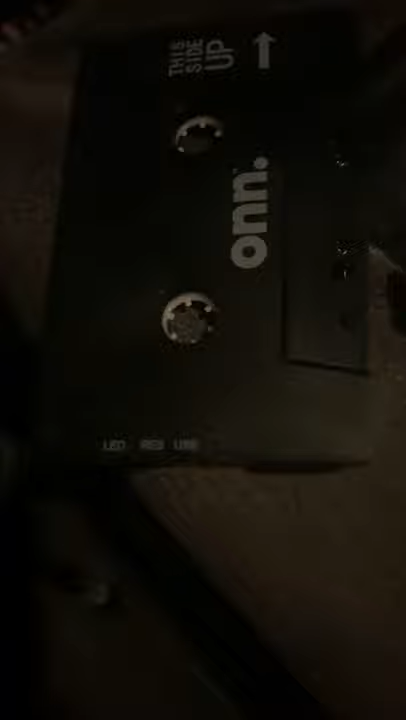 THIS
SIDE
UP
onn.
LED RES USB